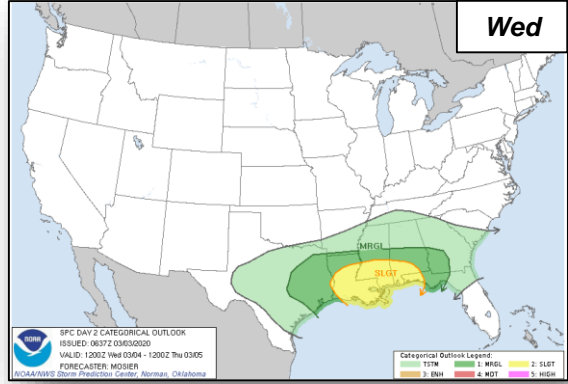 Wed
MRGL
SLGT
NOAA
SPC DAY 2 CATEGORICAL OUTLOOK
ISSUED: 0637Z 03/03/2020
VALID: 1200Z Wed 03/04 - 1200Z Thu 03/05
FORECASTER: MOSIER
NOAA/NWS Storm Prediction Center, Norman, Oklahoma
Categorical Outlook Legend:
TSTM 1: MRGL 2: SLGT
3: ENH 4: MDT 5: HIGH